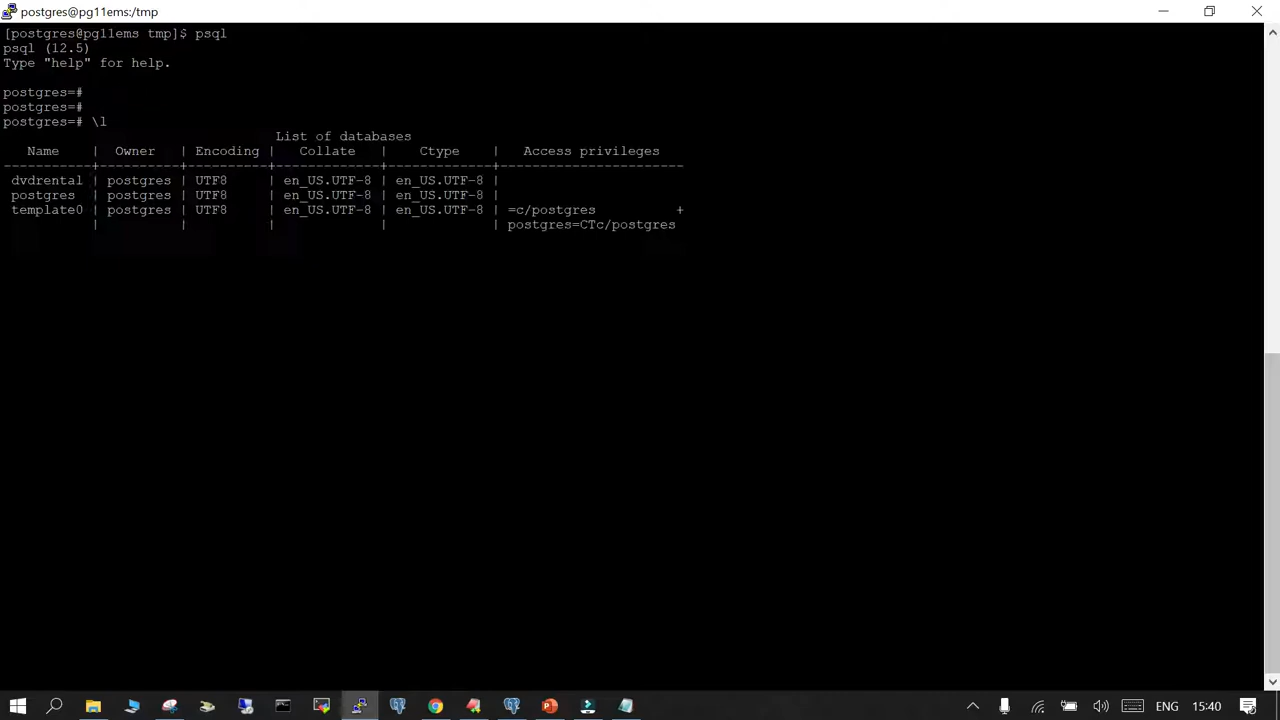 postgres@pg11ems:/tmp
[postgres@pg11ems tmp]$ psql
psql (12.5)
Type "help" for help.
postgres=#
postgres=#
postgres=# \l
List of databases
Name | Owner | Encoding | Collate | Ctype | Access privileges
-----------+----------+----------+-------------+-------------+-----------------------
dvdrental | postgres | UTF8 | en_US.UTF-8 | en_US.UTF-8 |
postgres | postgres | UTF8 | en_US.UTF-8 | en_US.UTF-8 |
template0 | postgres | UTF8 | en_US.UTF-8 | en_US.UTF-8 | =c/postgres +
| | | | | postgres=CTc/postgres
ENG 15:40